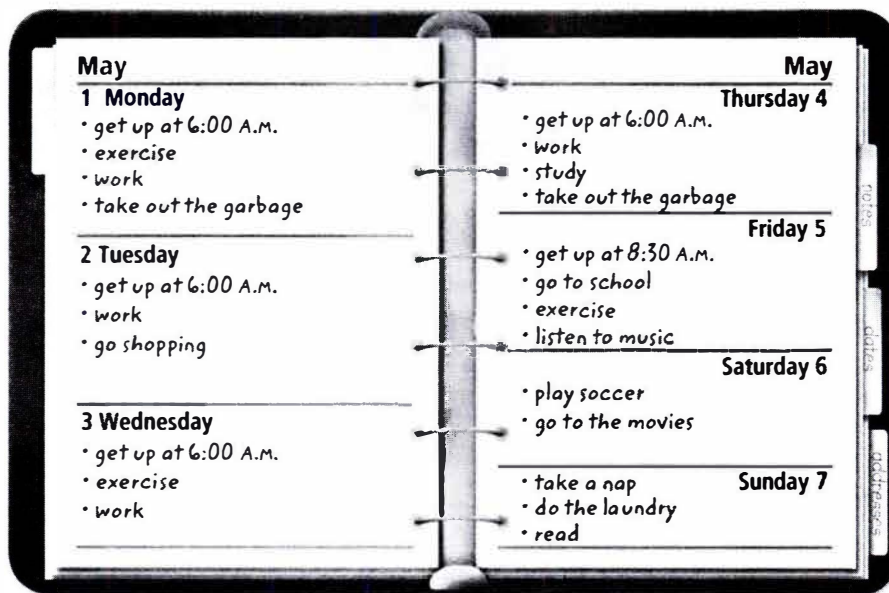 May
1 Monday
• get up at 6:00 A.M.
• exercise
• work
• take out the garbage
2 Tuesday
• get up at 6:00 A.M.
• work
• go shopping
3 Wednesday
• get up at 6:00 A.M.
• exercise
• work
May
Thursday 4
• get up at 6:00 A.M.
• work
• study
• take out the garbage
Friday 5
• get up at 8:30 A.M.
• go to school
• exercise
• listen to music
Saturday 6
• play soccer
• go to the movies
Sunday 7
• take a nap
• do the laundry
• read
notes
dates
addresses